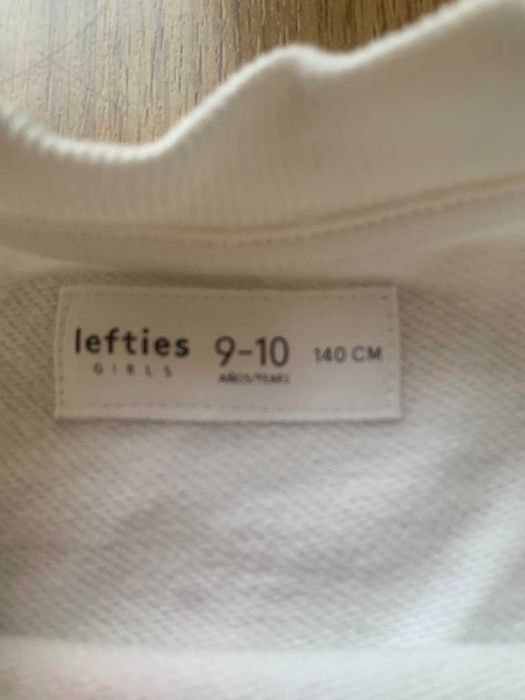 lefties 9-10 140 CM
GIRLS AÑOS/YEARS